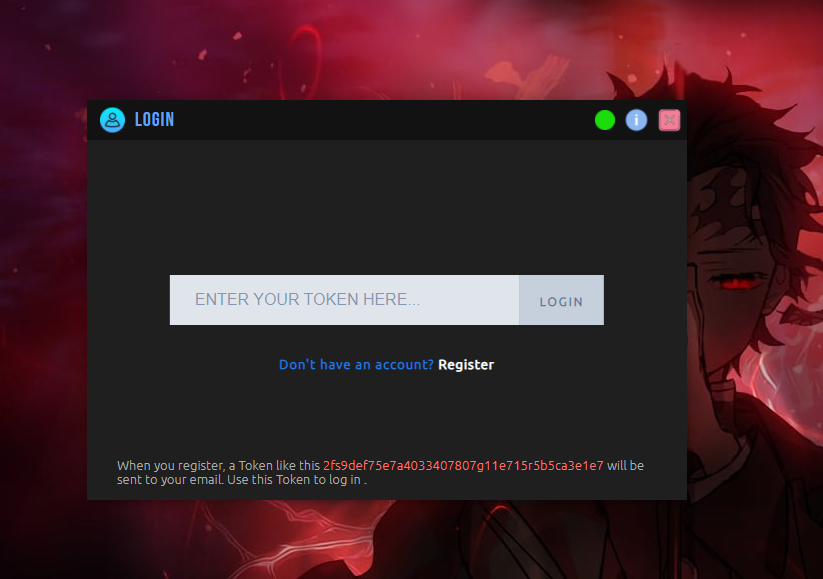 LOGIN
ENTER YOUR TOKEN HERE...
LOGIN
Don't have an account? Register
When you register, a Token like this 2fs9def75e7a4033407807g11e715r5b5ca3e1e7 will be
sent to your email. Use this Token to log in .